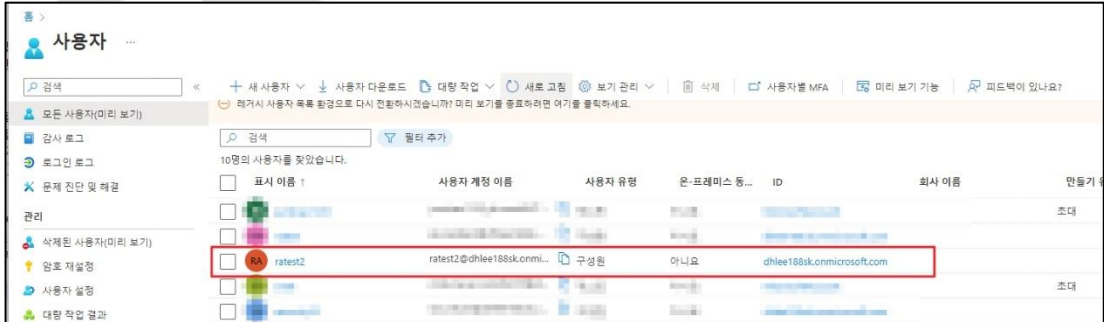 홈 >
사용자 ...
검색 «
새 사용자 사용자 다운로드 대량 작업 새로 고침 보기 관리 삭제 사용자별 MFA 미리 보기 기능 피드백이 있나요?
모든 사용자(미리 보기)
레거시 사용자 목록 환경으로 다시 전환하시겠습니까? 미리 보기를 종료하려면 여기를 클릭하세요.
감사 로그
로그인 로그
문제 진단 및 해결
관리
삭제된 사용자(미리 보기)
암호 재설정
사용자 설정
대량 작업 결과
검색 필터 추가
10명의 사용자를 찾았습니다.
표시 이름 ↑ 사용자 계정 이름 사용자 유형 온-프레미스 동... ID 회사 이름 만들기
초대
RA ratest2 ratest2@dhlee188sk.onmi... 구성원 아니요 dhlee188sk.onmicrosoft.com
초대